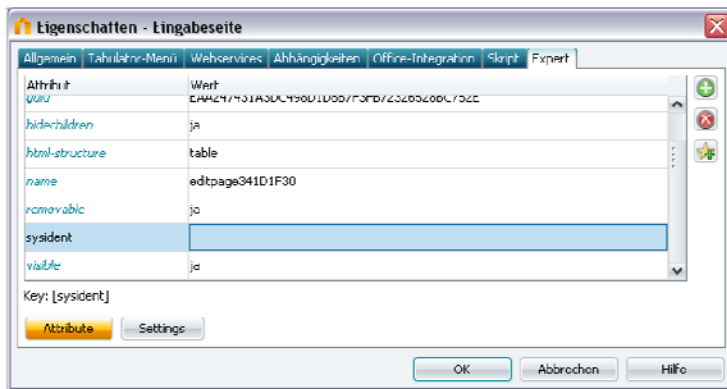 Eigenschaften - Eingabeseite
Allgemein Tabulator-Menü Webservices Abhängigkeiten Office-Integration Skript Expert
Attribut Wert
guid
hidechildren ja
html-structure table
name editpage341D1F30
removable ja
sysident
visible ja
Key: [sysident]
Attribute Settings
OK Abbrechen Hilfe